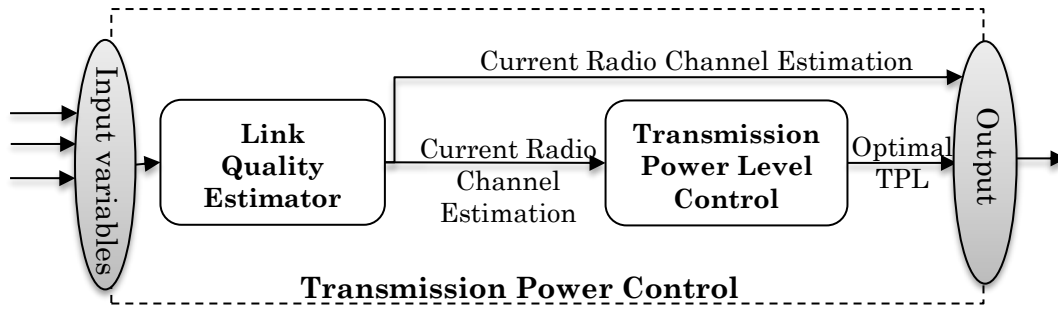 Input variables
Link
Quality
Estimator
Current Radio Channel Estimation
Current Radio
Channel
Estimation
Transmission
Power Level
Control
Optimal
TPL
Output
Transmission Power Control